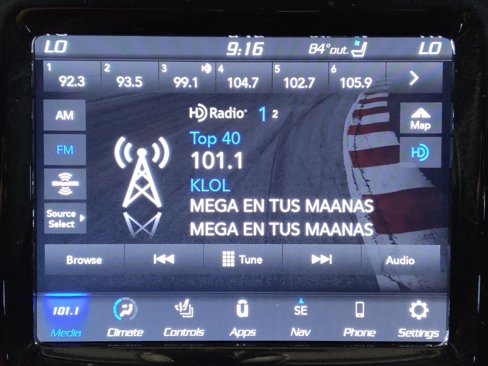 LO 9:16 84°out. LO
1 92.3 2 93.5 3 99.1 HD 4 104.7 5 102.7 6 105.9
AM
HD Radio 1 2
Map
FM
Top 40
HD
101.1
KLOL
Source Select
MEGA EN TUS MAANAS
MEGA EN TUS MAANAS
Browse Tune Audio
101.1 SE
Media Climate Controls Apps Nav Phone Settings